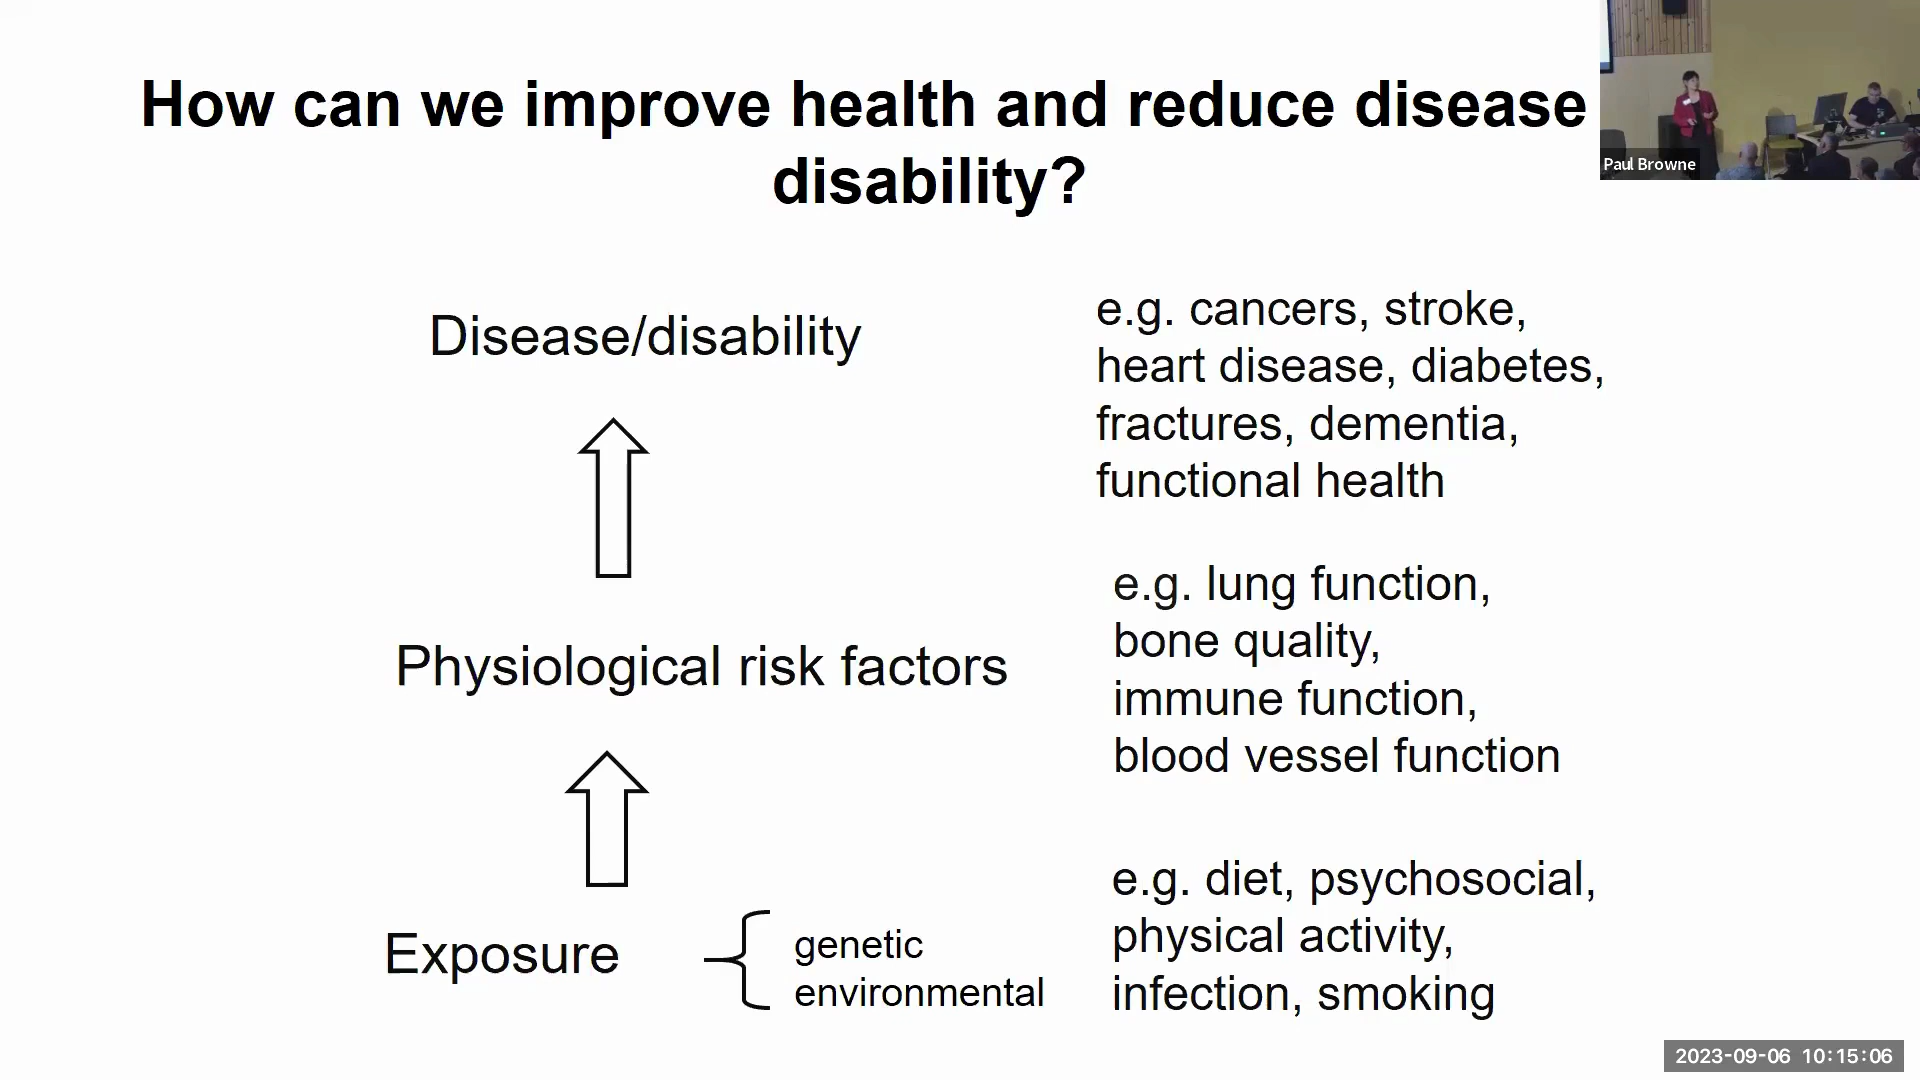 How can we improve health and reduce disease
disability?
Paul Browne
Disease/disability
e.g. cancers, stroke,
heart disease, diabetes,
fractures, dementia,
functional health
Physiological risk factors
e.g. lung function,
bone quality,
immune function,
blood vessel function
Exposure
genetic
environmental
e.g. diet, psychosocial,
physical activity,
infection, smoking
2023-09-06 10:15:06